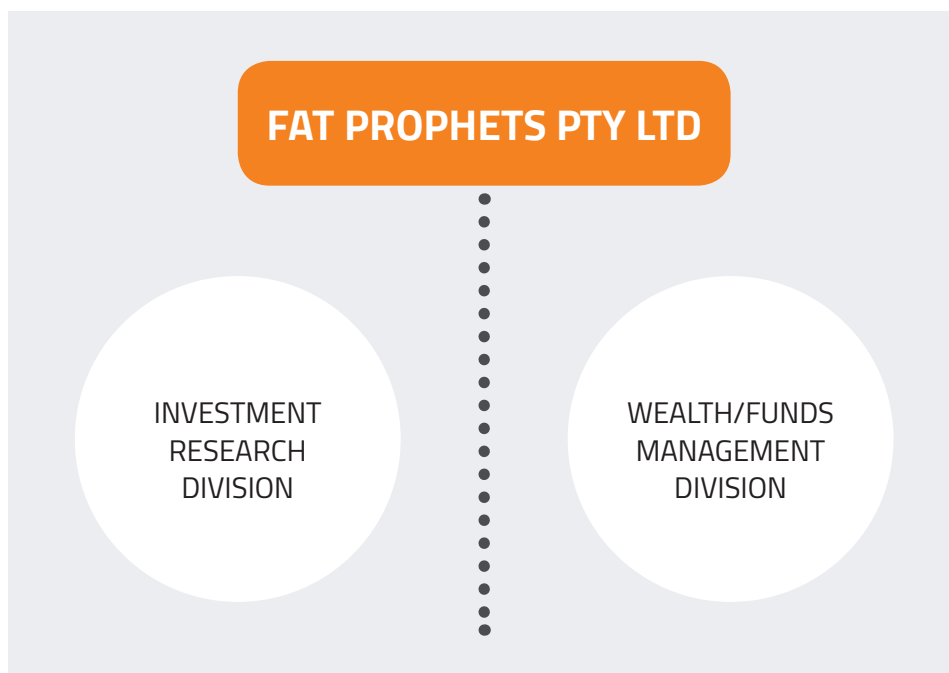 FAT PROPHETS PTY LTD
INVESTMENT
RESEARCH
DIVISION
WEALTH/FUNDS
MANAGEMENT
DIVISION